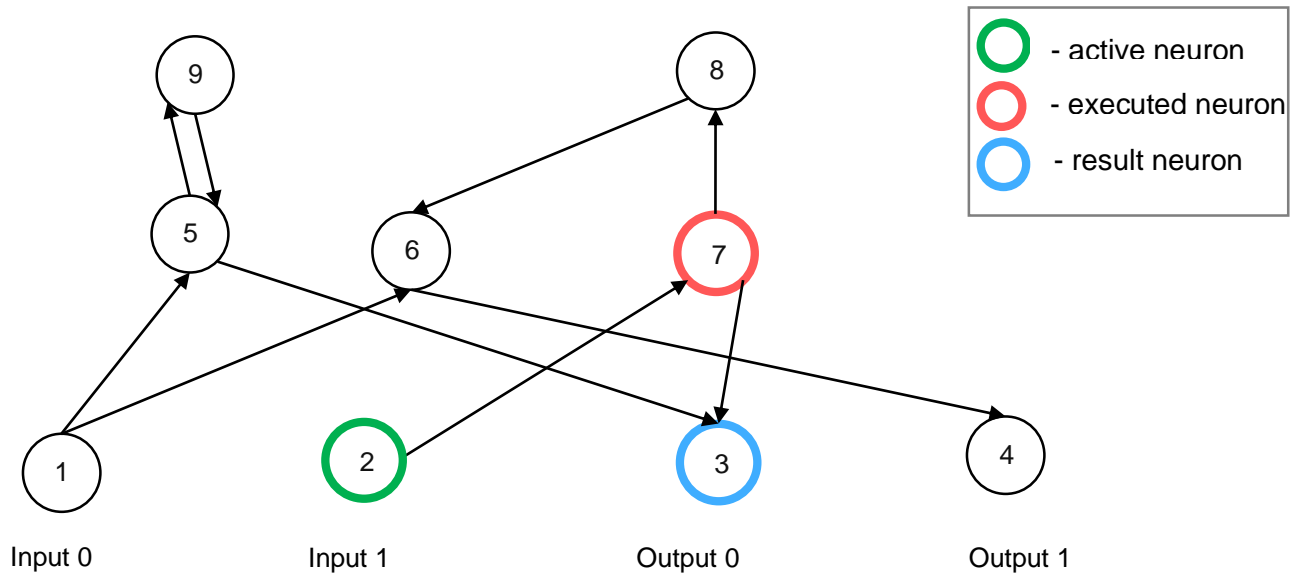 9
8
- active neuron
- executed neuron
- result neuron
5
6
7
1
2
3
4
Input 0
Input 1
Output 0
Output 1